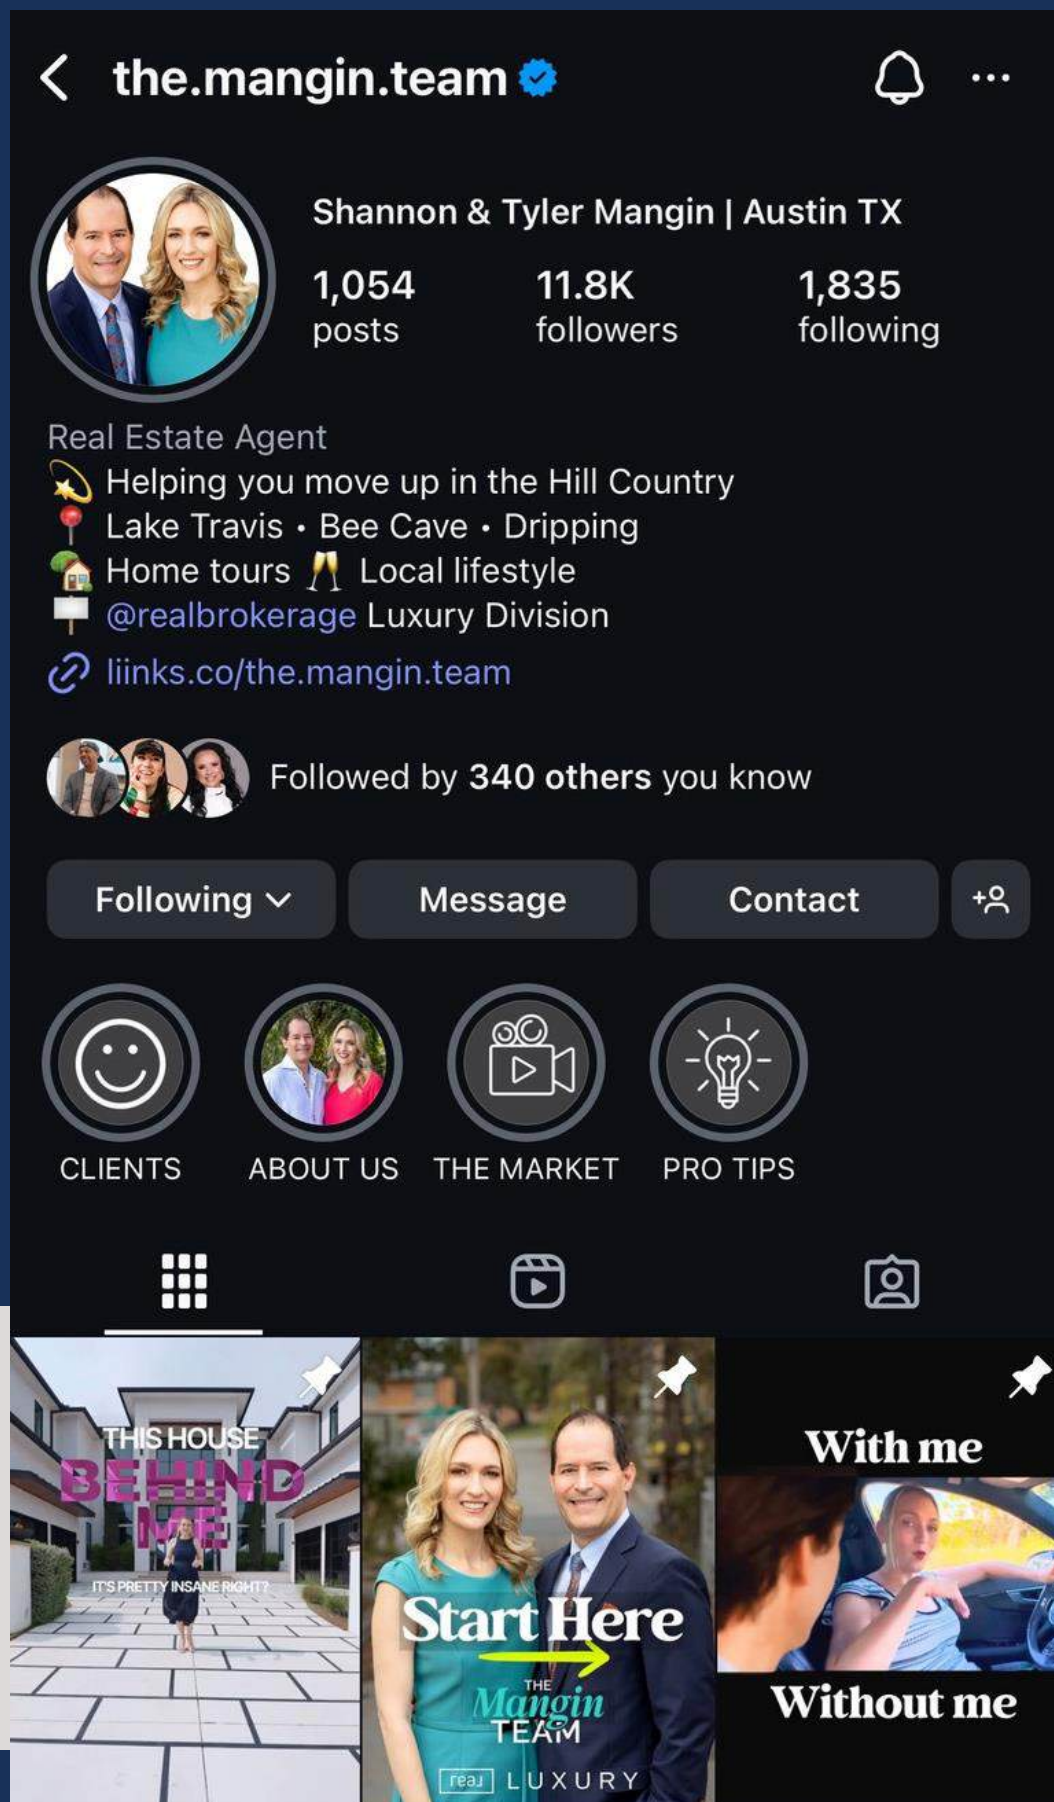 the.mangin.team
Shannon & Tyler Mangin | Austin TX
1,054 11.8K 1,835
posts followers following
Real Estate Agent
Helping you move up in the Hill Country
Lake Travis • Bee Cave • Dripping
Home tours 🥂 Local lifestyle
@realbrokerage Luxury Division
liinks.co/the.mangin.team
Followed by 340 others you know
Following Message Contact
CLIENTS ABOUT US THE MARKET PRO TIPS
THIS HOUSE
BEHIND
ME
IT'S PRETTY INSANE RIGHT?
Start Here
THE
Mangin
TEAM
real LUXURY
With me
Without me